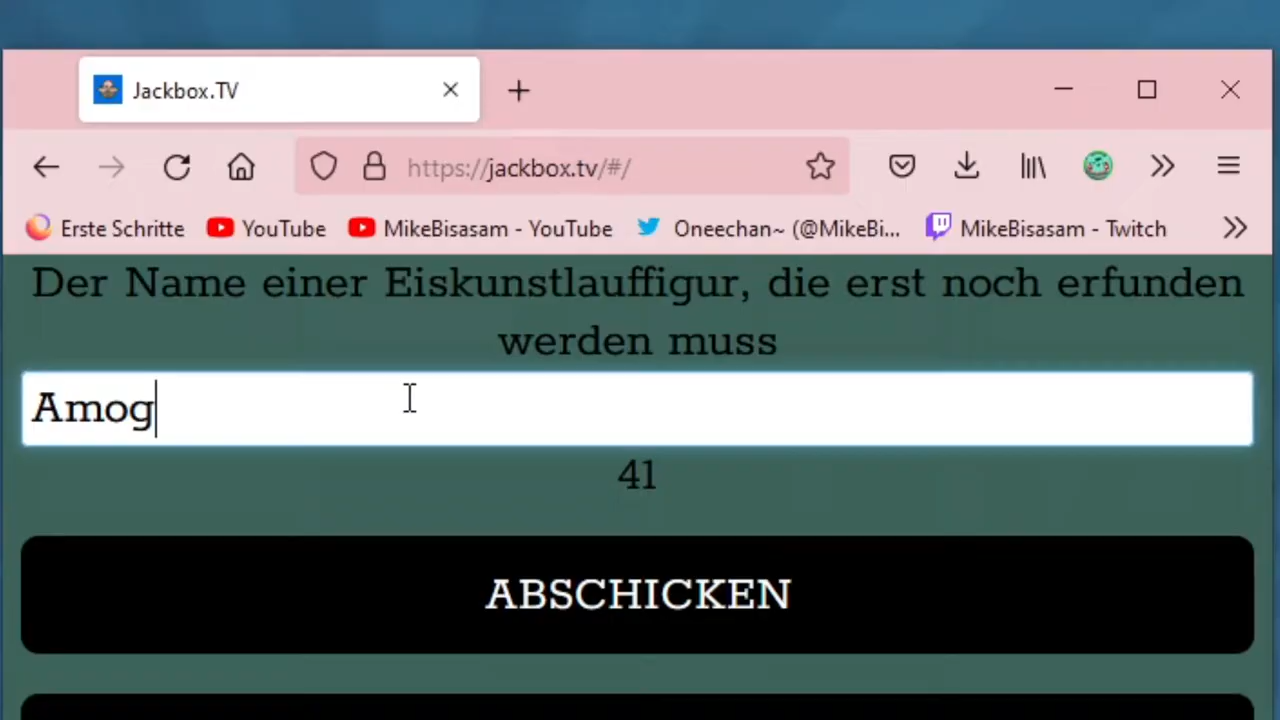 Jackbox.TV
https://jackbox.tv/#/
Erste Schritte YouTube MikeBisasam - YouTube Oneechan~ (@MikeBi... MikeBisasam - Twitch
Der Name einer Eiskunstlauffigur, die erst noch erfunden
werden muss
Amog
41
ABSCHICKEN